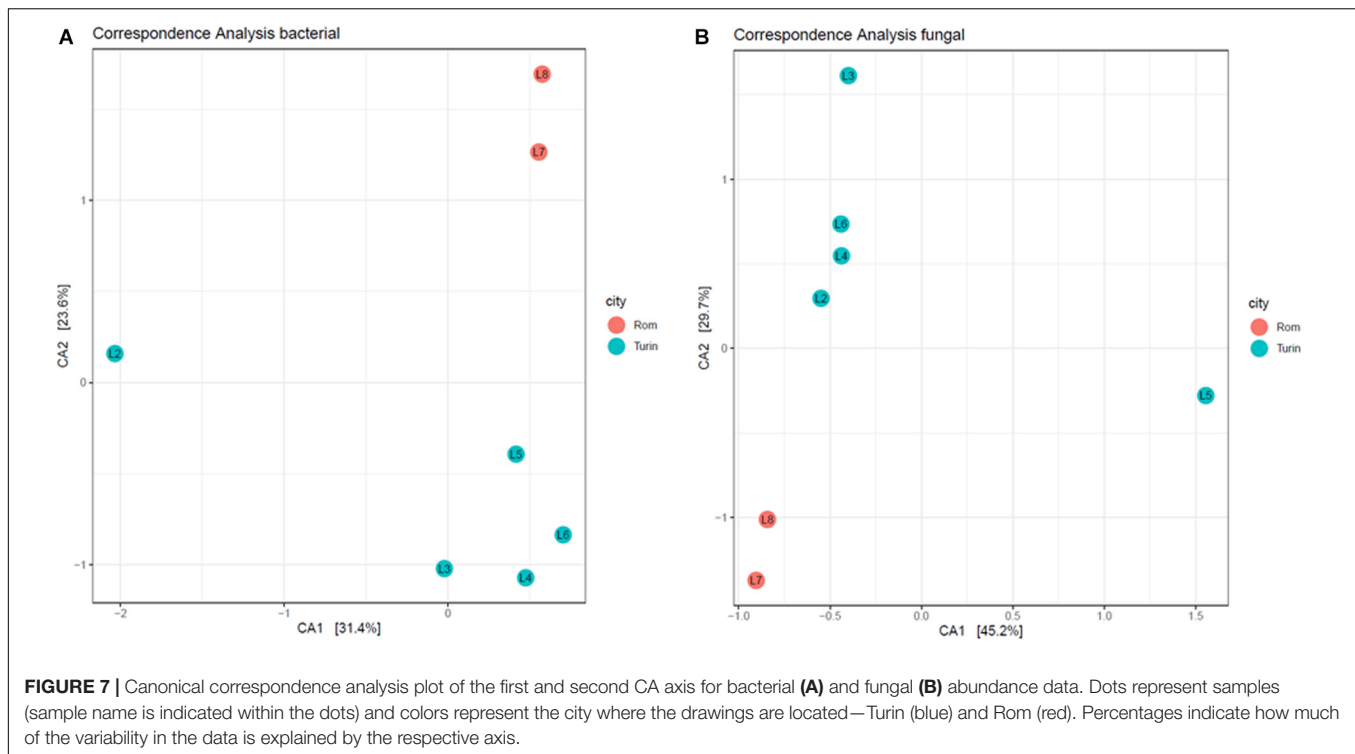 A
Correspondence Analysis bacterial
L8
L7
1
L2
0
L5
L6
L3
L4
−1
−2
−1
0
CA1 [31.4%]
CA2 [23.6%]
city
Rom
Turin
B
Correspondence Analysis fungal
L3
1
L6
L4
L2
0
L5
−1
L8
L7
−1.0
−0.5
0.0
0.5
1.0
1.5
CA1 [45.2%]
CA2 [29.7%]
city
Rom
Turin
FIGURE 7 | Canonical correspondence analysis plot of the first and second CA axis for bacterial (A) and fungal (B) abundance data. Dots represent samples
(sample name is indicated within the dots) and colors represent the city where the drawings are located—Turin (blue) and Rom (red). Percentages indicate how much
of the variability in the data is explained by the respective axis.